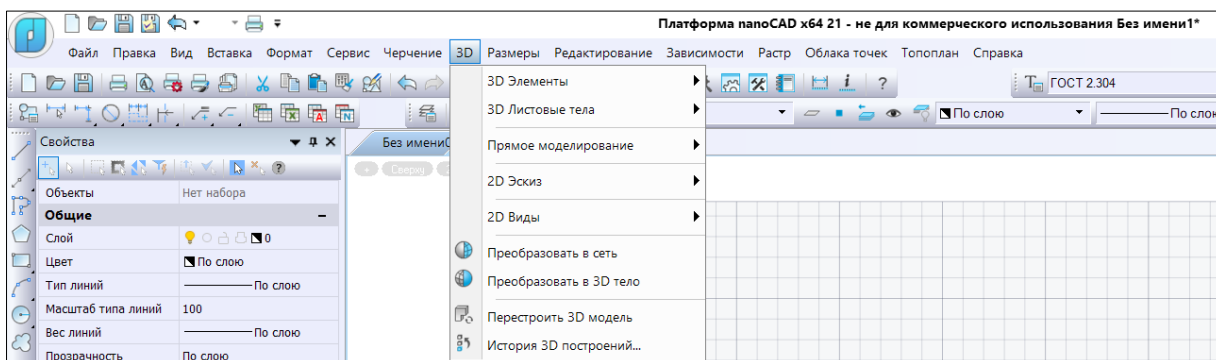 Платформа nanoCAD x64 21 - не для коммерческого использования Без имени1*
Файл Правка Вид Вставка Формат Сервис Черчение 3D Размеры Редактирование Зависимости Растр Облака точек Топоплан Справка
3D Элементы
ГОСТ 2.304
3D Листовые тела
По слою
По слою
Свойства
Без имени
Прямое моделирование
Сверху
2D Эскиз
Объекты Нет набора
Общие
2D Виды
Слой 0
Преобразовать в сеть
Цвет По слою
Преобразовать в 3D тело
Тип линий По слою
Масштаб типа линий 100
Перестроить 3D модель
Вес линий По слою
История 3D построений...
Прозрачность По слою